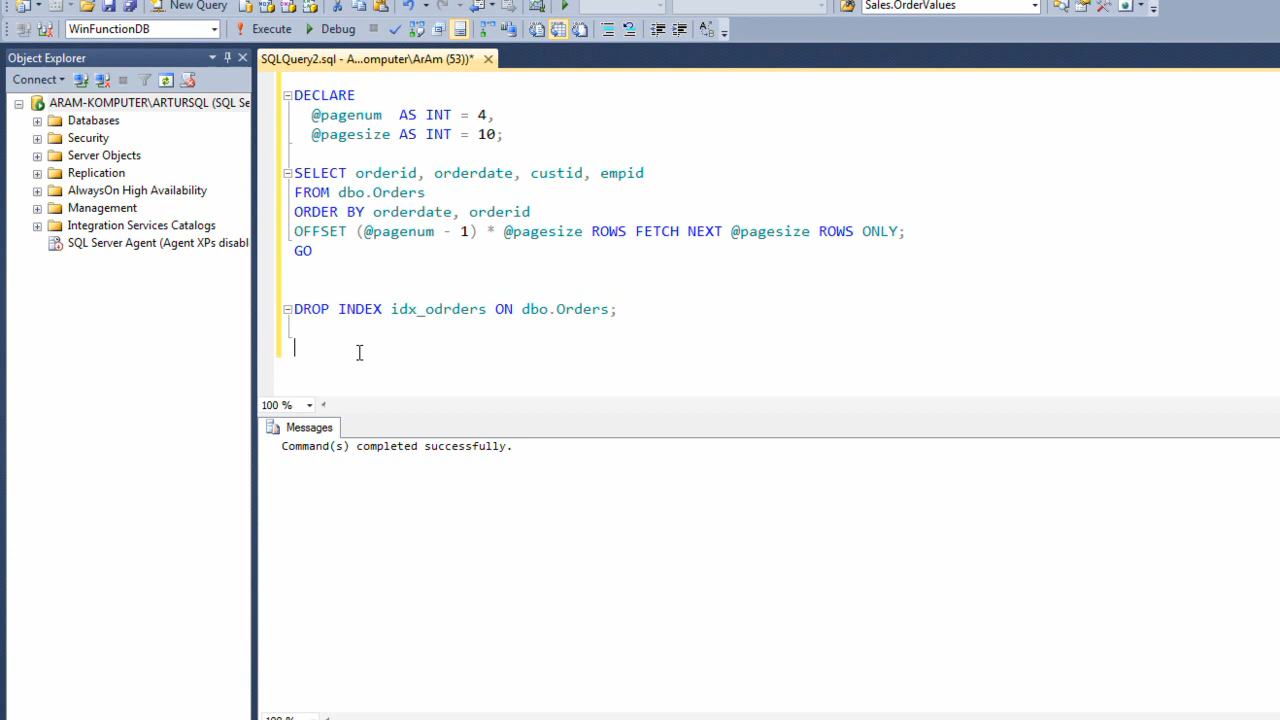 New Query
Sales.OrderValues
WinFunctionDB
Execute
Debug
Object Explorer
SQLQuery2.sql - A...omputer\ArAm (53))*
Connect
ARAM-KOMPUTER\ARTURSQL (SQL Se
Databases
Security
Server Objects
Replication
AlwaysOn High Availability
Management
Integration Services Catalogs
SQL Server Agent (Agent XPs disabl
DECLARE
@pagenum AS INT = 4,
@pagesize AS INT = 10;
SELECT orderid, orderdate, custid, empid
FROM dbo.Orders
ORDER BY orderdate, orderid
OFFSET (@pagenum - 1) * @pagesize ROWS FETCH NEXT @pagesize ROWS ONLY;
GO
DROP INDEX idx_odrders ON dbo.Orders;
100 %
Messages
Command(s) completed successfully.
100 %